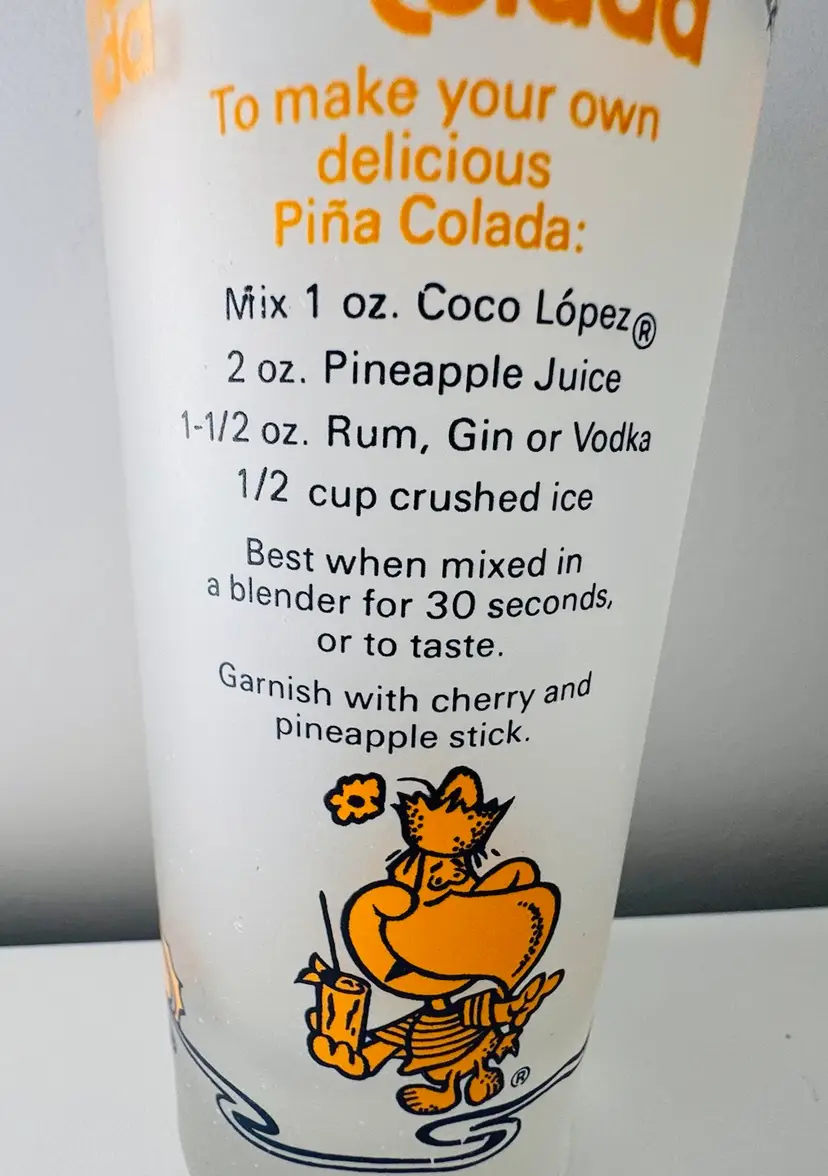 Colada
To make your own
delicious
Piña Colada:
Mix 1 oz. Coco López®
2 oz. Pineapple Juice
1-1/2 oz. Rum, Gin or Vodka
1/2 cup crushed ice
Best when mixed in
a blender for 30 seconds,
or to taste.
Garnish with cherry and
pineapple stick.
®